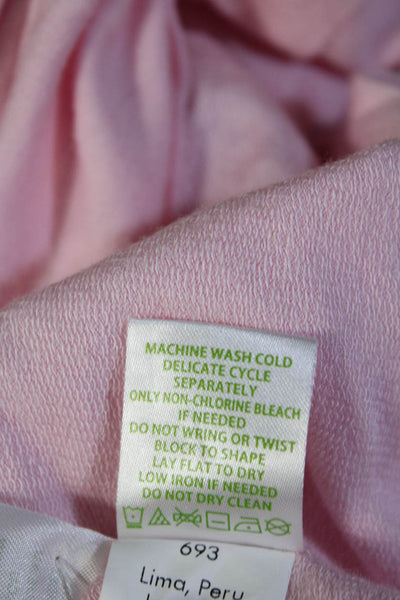 MACHINE WASH COLD
DELICATE CYCLE
SEPARATELY
ONLY NON-CHLORINE BLEACH
IF NEEDED
DO NOT WRING OR TWIST
BLOCK TO SHAPE
LAY FLAT TO DRY
LOW IRON IF NEEDED
DO NOT DRY CLEAN
693
Lima, Peru